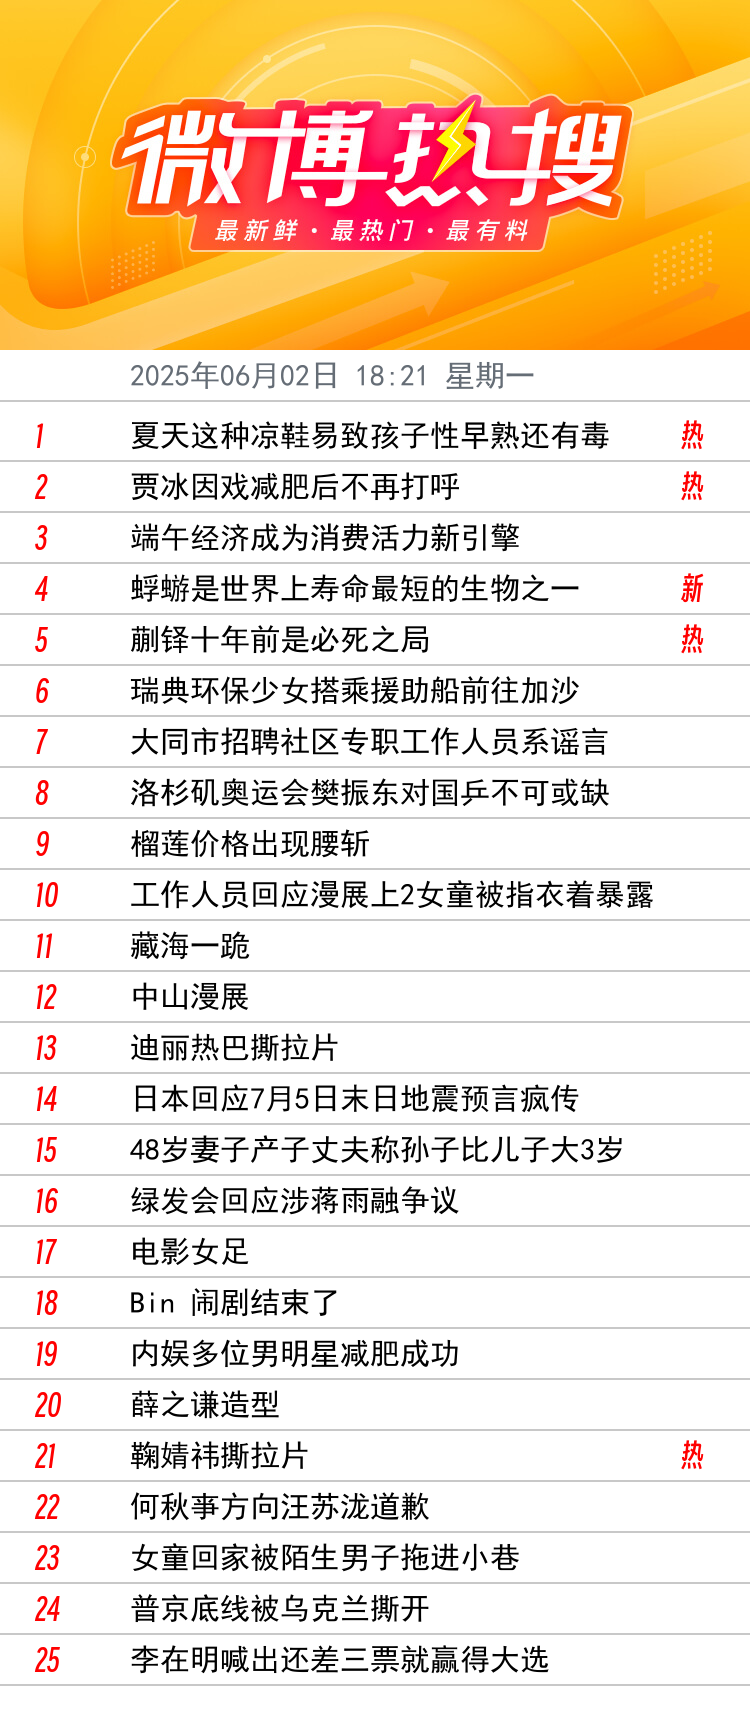 微博热搜
最新鲜·最热门·最有料
2025年06月02日 18:21 星期一
1 夏天这种凉鞋易致孩子性早熟还有毒 热
2 贾冰因戏减肥后不再打呼 热
3 端午经济成为消费活力新引擎
4 蜉蝣是世界上寿命最短的生物之一 新
5 蒯铎十年前是必死之局 热
6 瑞典环保少女搭乘援助船前往加沙
7 大同市招聘社区专职工作人员系谣言
8 洛杉矶奥运会樊振东对国乒不可或缺
9 榴莲价格出现腰斩
10 工作人员回应漫展上2女童被指衣着暴露
11 藏海一跪
12 中山漫展
13 迪丽热巴撕拉片
14 日本回应7月5日末日地震预言疯传
15 48岁妻子产子丈夫称孙子比儿子大3岁
16 绿发会回应涉蒋雨融争议
17 电影女足
18 Bin 闹剧结束了
19 内娱多位男明星减肥成功
20 薛之谦造型
21 鞠婧祎撕拉片 热
22 何秋亊方向汪苏泷道歉
23 女童回家被陌生男子拖进小巷
24 普京底线被乌克兰撕开
25 李在明喊出还差三票就赢得大选